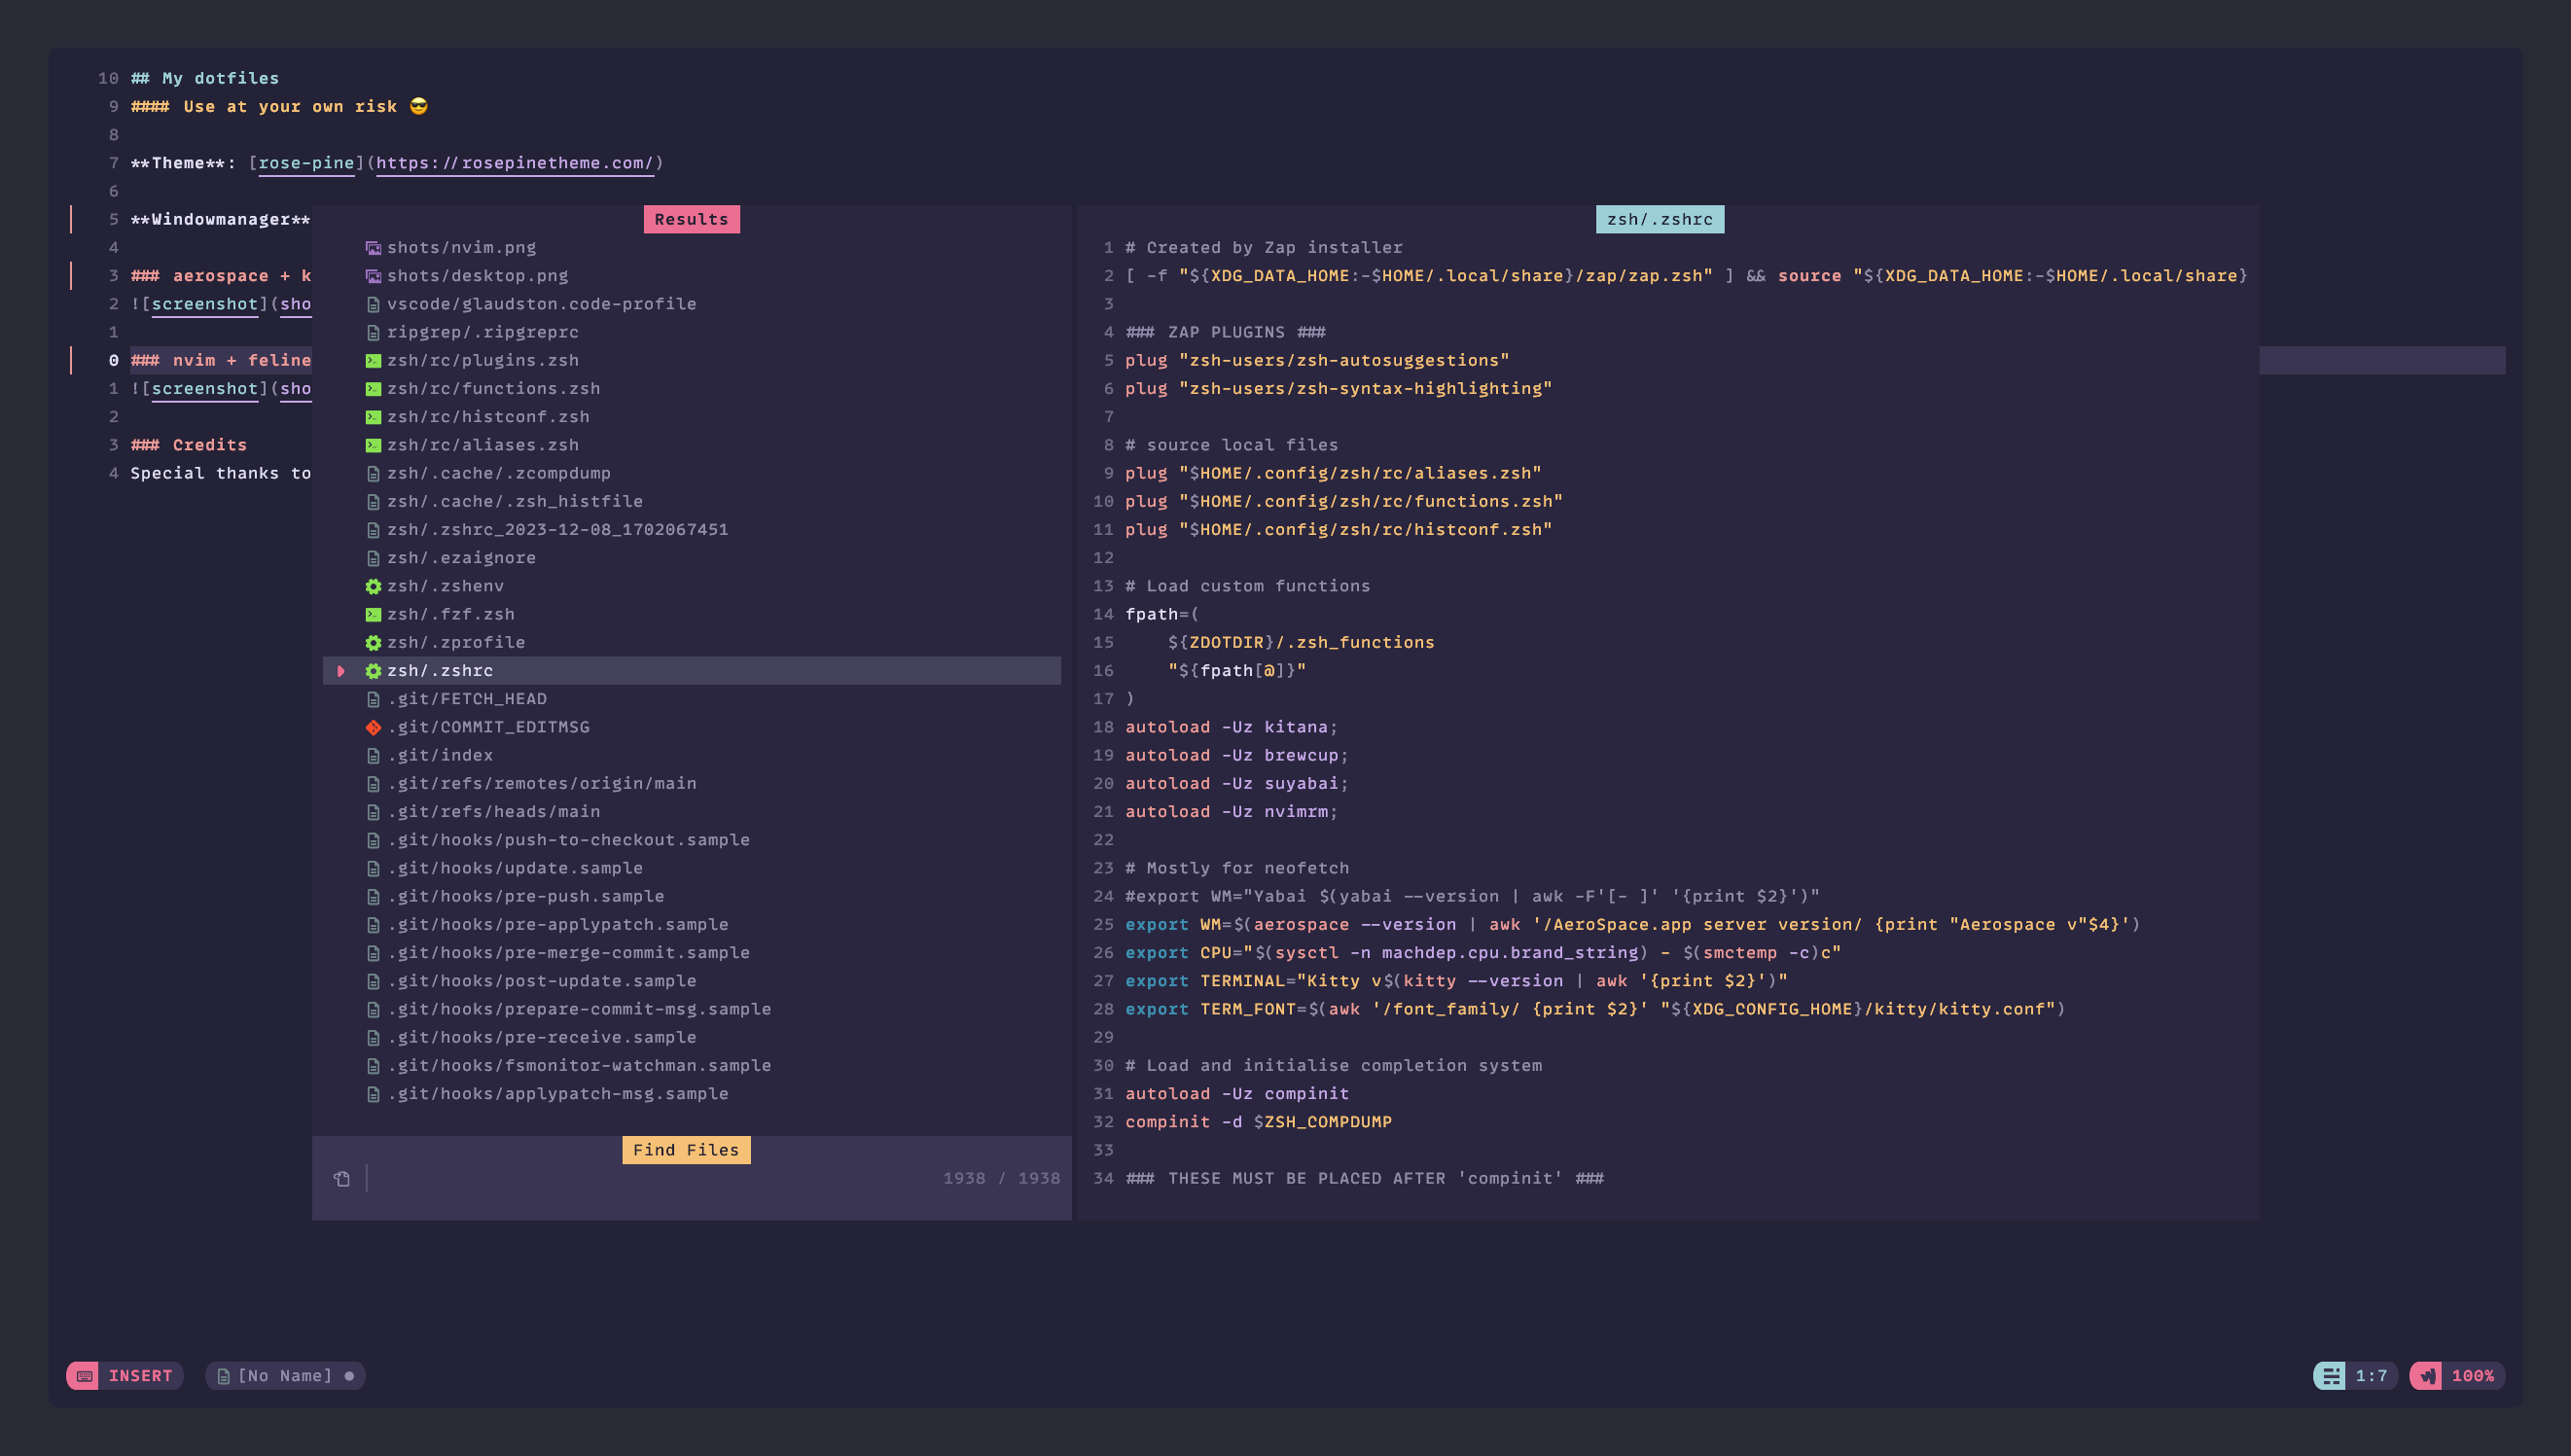 10 ## My dotfiles
9 #### Use at your own risk 😎
8
7 **Theme**: [rose-pine](https://rosepinetheme.com/)
6
5 **Windowmanager**
4
3 ### aerospace + k
2 ![screenshot](sho
1
0 ### nvim + feline
1 ![screenshot](sho
2
3 ### Credits
4 Special thanks to
Results
shots/nvim.png
shots/desktop.png
vscode/glaudston.code-profile
ripgrep/.ripgreprc
zsh/rc/plugins.zsh
zsh/rc/functions.zsh
zsh/rc/histconf.zsh
zsh/rc/aliases.zsh
zsh/.cache/.zcompdump
zsh/.cache/.zsh_histfile
zsh/.zshrc_2023-12-08_1702067451
zsh/.ezaignore
zsh/.zshenv
zsh/.fzf.zsh
zsh/.zprofile
zsh/.zshrc
.git/FETCH_HEAD
.git/COMMIT_EDITMSG
.git/index
.git/refs/remotes/origin/main
.git/refs/heads/main
.git/hooks/push-to-checkout.sample
.git/hooks/update.sample
.git/hooks/pre-push.sample
.git/hooks/pre-applypatch.sample
.git/hooks/pre-merge-commit.sample
.git/hooks/post-update.sample
.git/hooks/prepare-commit-msg.sample
.git/hooks/pre-receive.sample
.git/hooks/fsmonitor-watchman.sample
.git/hooks/applypatch-msg.sample
Find Files
1938 / 1938
zsh/.zshrc
1 # Created by Zap installer
2 [ -f "${XDG_DATA_HOME:-$HOME/.local/share}/zap/zap.zsh" ] && source "${XDG_DATA_HOME:-$HOME/.local/share}
3
4 ### ZAP PLUGINS ###
5 plug "zsh-users/zsh-autosuggestions"
6 plug "zsh-users/zsh-syntax-highlighting"
7
8 # source local files
9 plug "$HOME/.config/zsh/rc/aliases.zsh"
10 plug "$HOME/.config/zsh/rc/functions.zsh"
11 plug "$HOME/.config/zsh/rc/histconf.zsh"
12
13 # Load custom functions
14 fpath=(
15     ${ZDOTDIR}/.zsh_functions
16     "${fpath[@]}"
17 )
18 autoload -Uz kitana;
19 autoload -Uz brewcup;
20 autoload -Uz suyabai;
21 autoload -Uz nvimrm;
22
23 # Mostly for neofetch
24 #export WM="Yabai $(yabai --version | awk -F'[- ]' '{print $2}')"
25 export WM=$(aerospace --version | awk '/AeroSpace.app server version/ {print "Aerospace v"$4}')
26 export CPU="$(sysctl -n machdep.cpu.brand_string) - $(smctemp -c)c"
27 export TERMINAL="Kitty v$(kitty --version | awk '{print $2}')"
28 export TERM_FONT=$(awk '/font_family/ {print $2}' "${XDG_CONFIG_HOME}/kitty/kitty.conf")
29
30 # Load and initialise completion system
31 autoload -Uz compinit
32 compinit -d $ZSH_COMPDUMP
33
34 ### THESE MUST BE PLACED AFTER 'compinit' ###
INSERT
[No Name] ●
1:7
100%